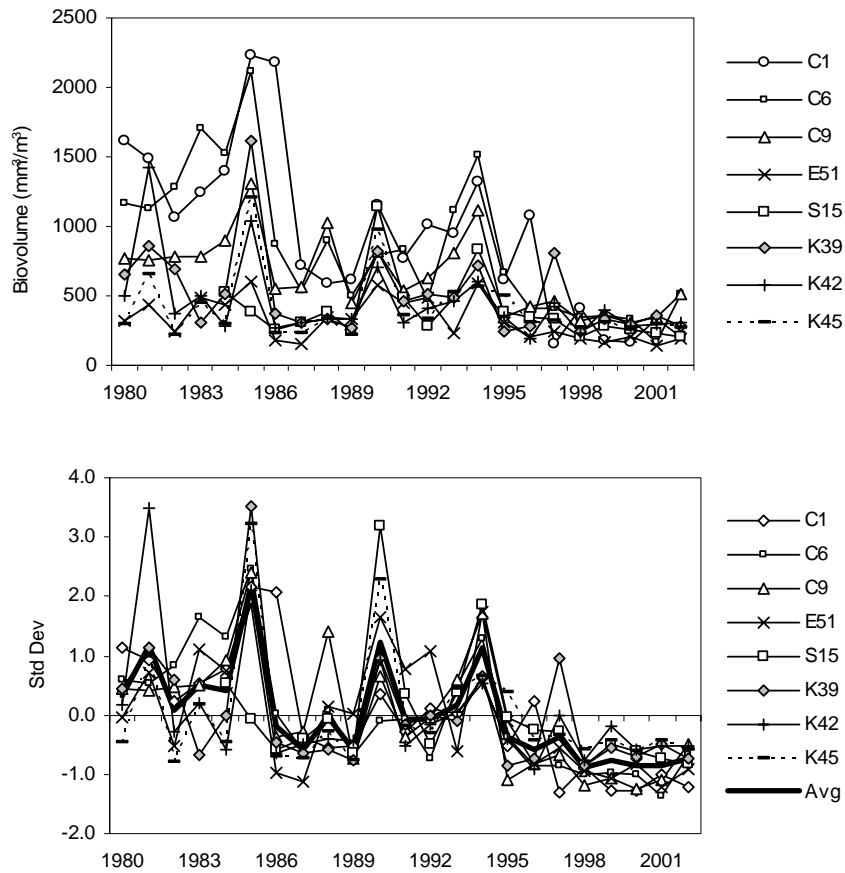 Biovolume (mm³/m³)
2500
2000
1500
1000
500
0
1980 1983 1986 1989 1992 1995 1998 2001
C1
C6
C9
E51
S15
K39
K42
K45
Std Dev
4.0
3.0
2.0
1.0
0.0
-1.0
-2.0
1980 1983 1986 1989 1992 1995 1998 2001
C1
C6
C9
E51
S15
K39
K42
K45
Avg